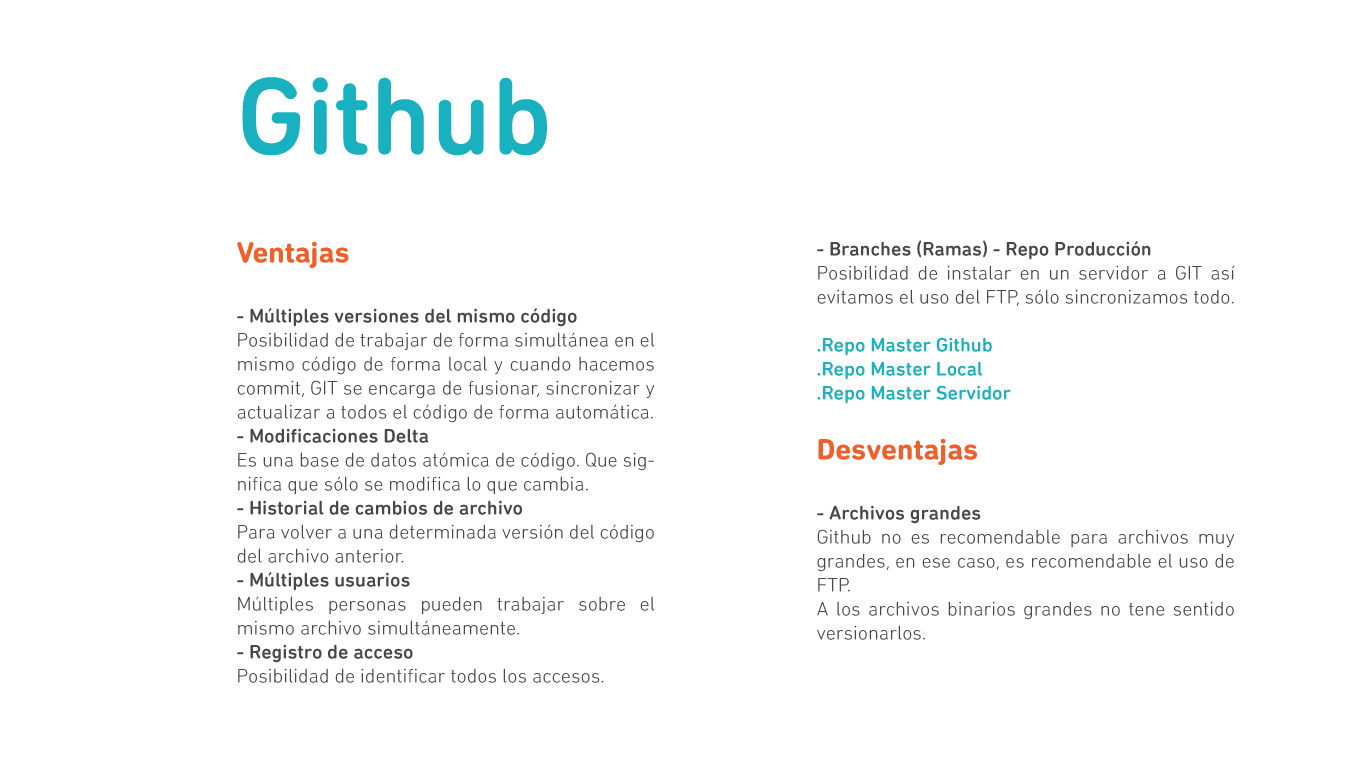 Github
Ventajas
- Múltiples versiones del mismo código
Posibilidad de trabajar de forma simultánea en el
mismo código de forma local y cuando hacemos
commit, GIT se encarga de fusionar, sincronizar y
actualizar a todos el código de forma automática.
- Modificaciones Delta
Es una base de datos atómica de código. Que sig-
nifica que sólo se modifica lo que cambia.
- Historial de cambios de archivo
Para volver a una determinada versión del código
del archivo anterior.
- Múltiples usuarios
Múltiples personas pueden trabajar sobre el
mismo archivo simultáneamente.
- Registro de acceso
Posibilidad de identificar todos los accesos.
- Branches (Ramas) - Repo Producción
Posibilidad de instalar en un servidor a GIT así
evitamos el uso del FTP, sólo sincronizamos todo.
.Repo Master Github
.Repo Master Local
.Repo Master Servidor
Desventajas
- Archivos grandes
Github no es recomendable para archivos muy
grandes, en ese caso, es recomendable el uso de
FTP.
A los archivos binarios grandes no tene sentido
versionarlos.